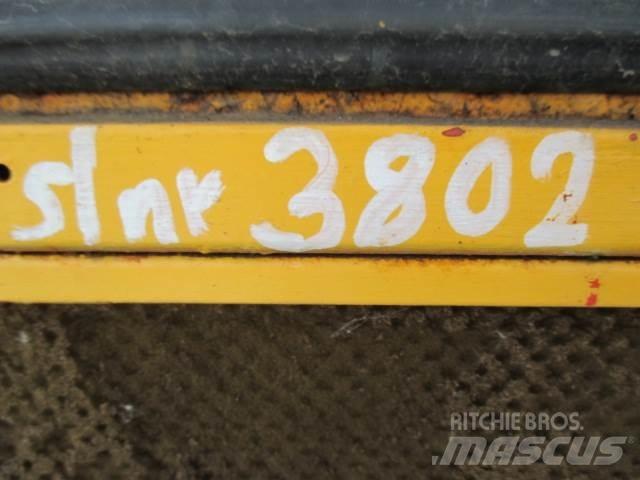 slnr 3802
RITCHIE BROS.
MASCUS